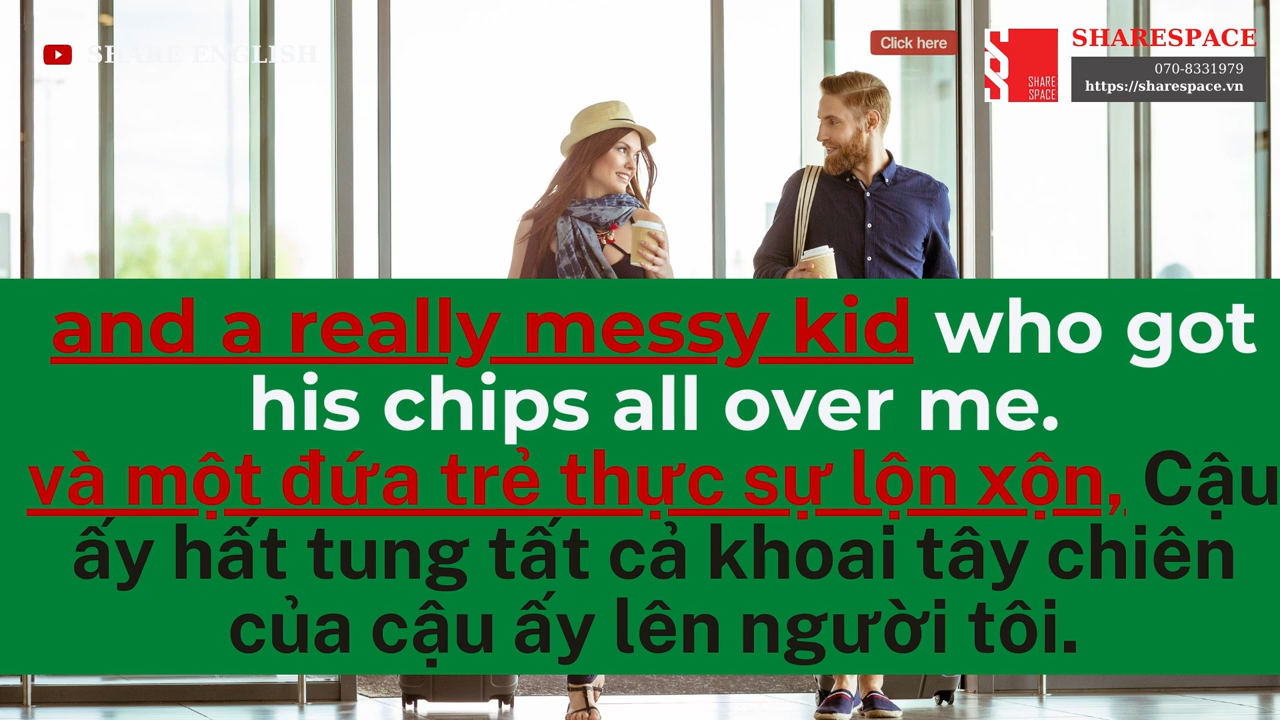 SHARE ENGLISH
Click here
SHARESPACE
070-8331979
https://sharespace.vn
SHARE
SPACE
and a really messy kid who got
his chips all over me.
và một đứa trẻ thực sự lộn xộn, Cậu
ấy hất tung tất cả khoai tây chiên
của cậu ấy lên người tôi.